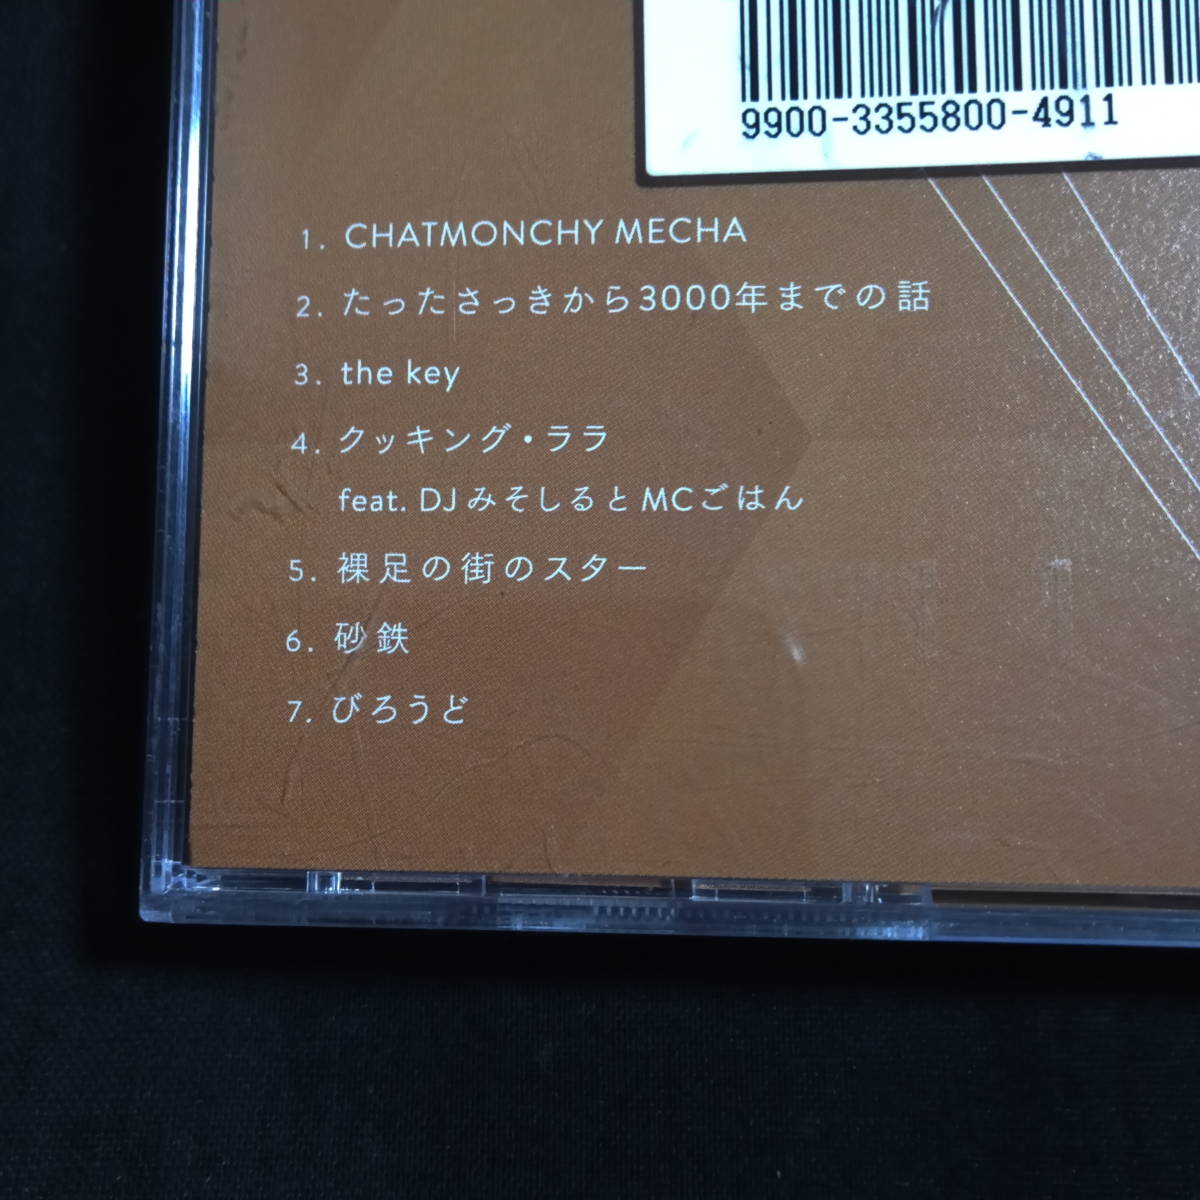 9900-3355800-4911
1. CHATMONCHY MECHA
2. たったさっきから3000年までの話
3. the key
4. クッキング・ララ
feat. DJみそしるとMCごはん
5. 裸足の街のスター
6. 砂鉄
7. びろうど